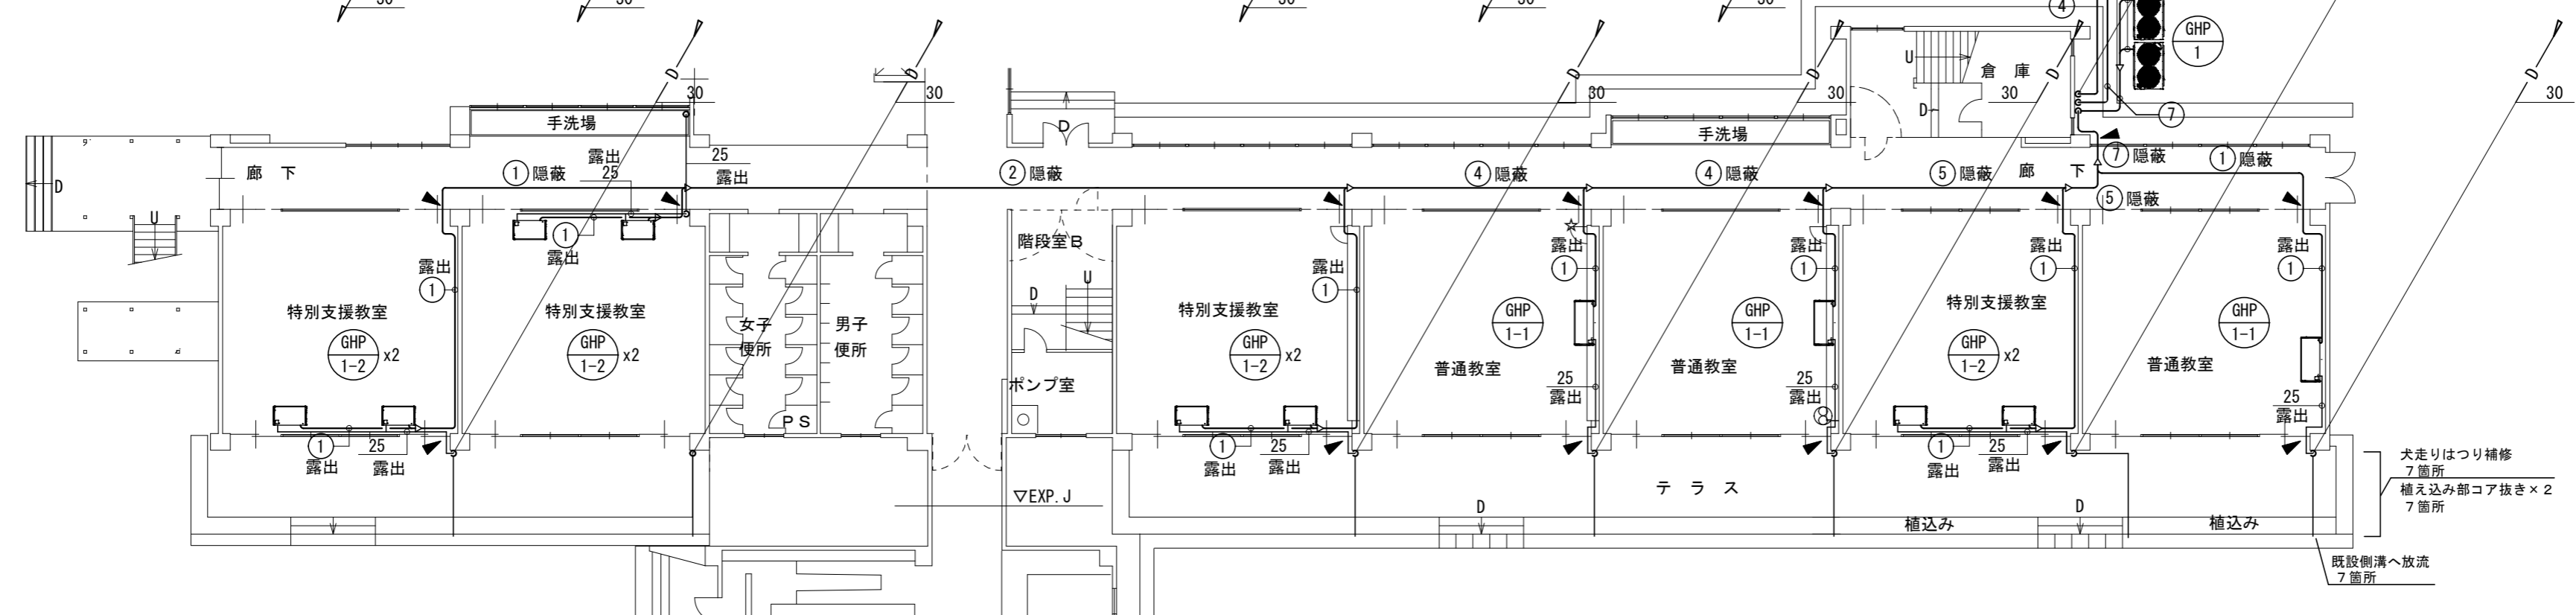 30
30
30
30
30
④
GHP
1
D
D
D
D
D
D
30
30
30
30
30
30
U
倉 庫
D
手洗場
D
手洗場
⑦
廊 下
① 隠蔽
露出
25
25
露出
② 隠蔽
④ 隠蔽
④ 隠蔽
⑤ 隠蔽
廊 下
⑦ 隠蔽
① 隠蔽
⑤ 隠蔽
D
U
①
露出
階段室B
U
D
☆
露出
①
露出
①
露出
①
露出
①
露出
①
露出
①
特別支援教室
GHP
1-2
x2
特別支援教室
GHP
1-2
x2
女子
便所
男子
便所
PS
ポンプ室
特別支援教室
GHP
1-2
x2
GHP
1-1
普通教室
GHP
1-1
普通教室
特別支援教室
GHP
1-2
x2
GHP
1-1
普通教室
25
露出
25
露出
⑧
25
露出
①
露出
25
露出
①
露出
25
露出
①
露出
25
露出
▽EXP.J
テ ラ ス
D
D
D
植込み
植込み
犬走りはつり補修
7箇所
植え込み部コア抜き×2
7箇所
既設側溝へ放流
7箇所